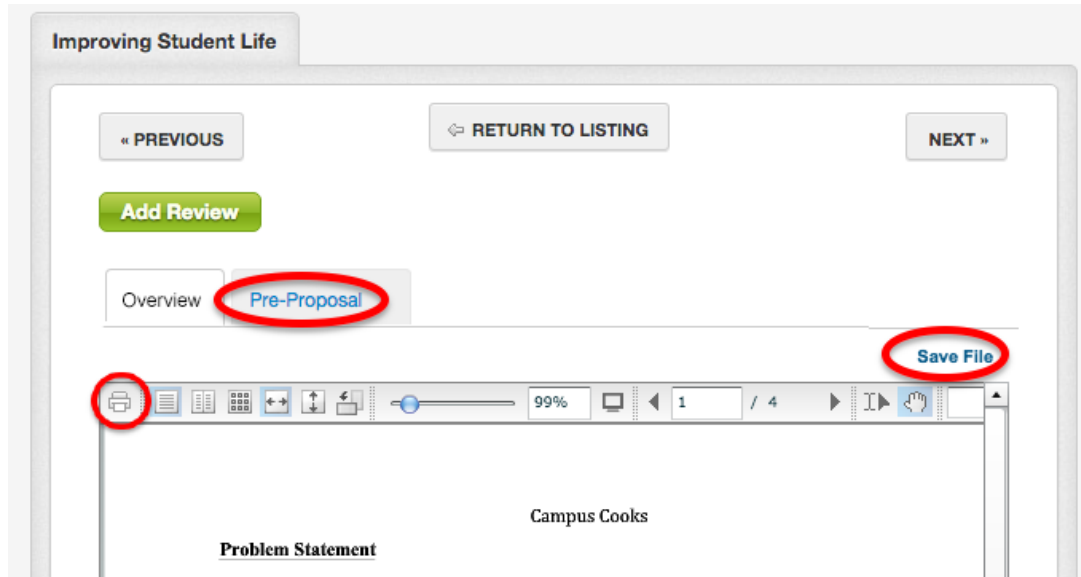 Improving Student Life
« PREVIOUS
⇦ RETURN TO LISTING
NEXT »
Add Review
Overview
Pre-Proposal
Save File
99%
1 / 4
Campus Cooks
Problem Statement